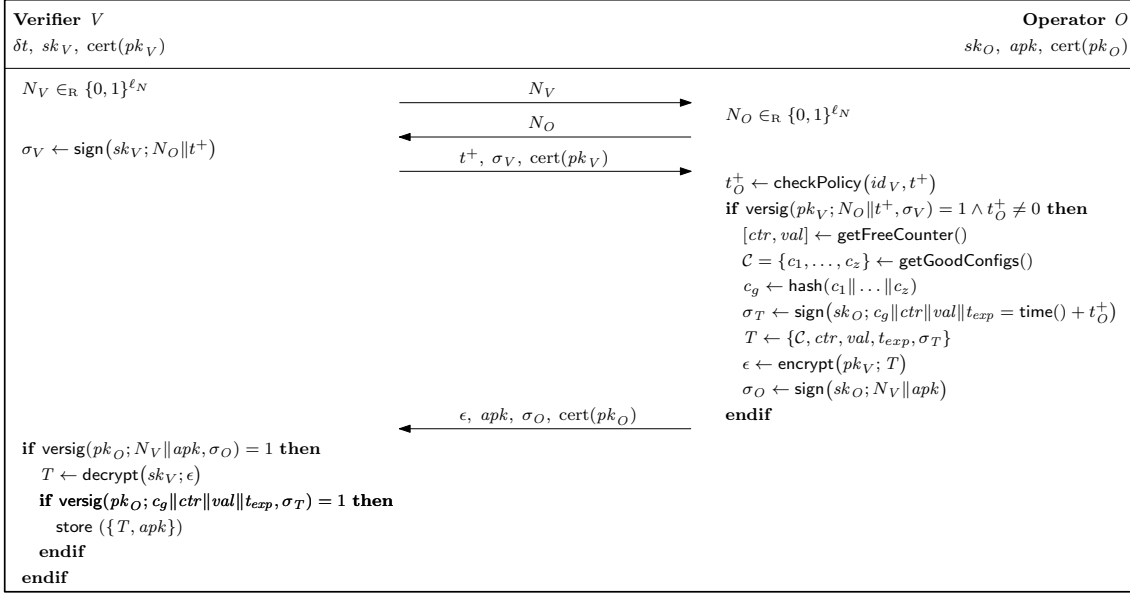 Verifier V    Operator O
δt, sk_V, cert(pk_V)    sk_O, apk, cert(pk_O)
N_V ∈_R {0, 1}^{ℓ_N}
N_V
N_O ∈_R {0, 1}^{ℓ_N}
N_O
σ_V ← sign(sk_V; N_O‖t⁺)
t⁺, σ_V, cert(pk_V)
t_O⁺ ← checkPolicy(id_V, t⁺)
if versig(pk_V; N_O‖t⁺, σ_V) = 1 ∧ t_O⁺ ≠ 0 then
[ctr, val] ← getFreeCounter()
𝒞 = {c_1, . . . , c_z} ← getGoodConfigs()
c_g ← hash(c_1‖ . . . ‖c_z)
σ_T ← sign(sk_O; c_g‖ctr‖val‖t_exp = time() + t_O⁺)
T ← {𝒞, ctr, val, t_exp, σ_T}
ϵ ← encrypt(pk_V; T)
σ_O ← sign(sk_O; N_V‖apk)
endif
ϵ, apk, σ_O, cert(pk_O)
if versig(pk_O; N_V‖apk, σ_O) = 1 then
T ← decrypt(sk_V; ϵ)
if versig(pk_O; c_g‖ctr‖val‖t_exp, σ_T) = 1 then
store ({T, apk})
endif
endif